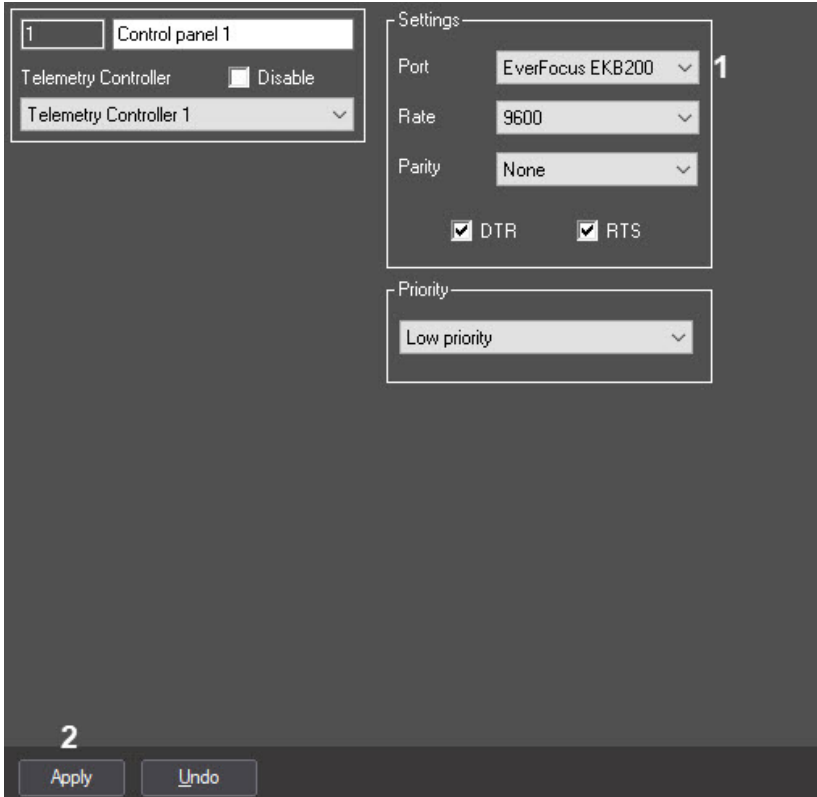 1 Control panel 1
Telemetry Controller Disable
Telemetry Controller 1
Settings
Port EverFocus EKB200 1
Rate 9600
Parity None
DTR RTS
Priority
Low priority
2
Apply Undo